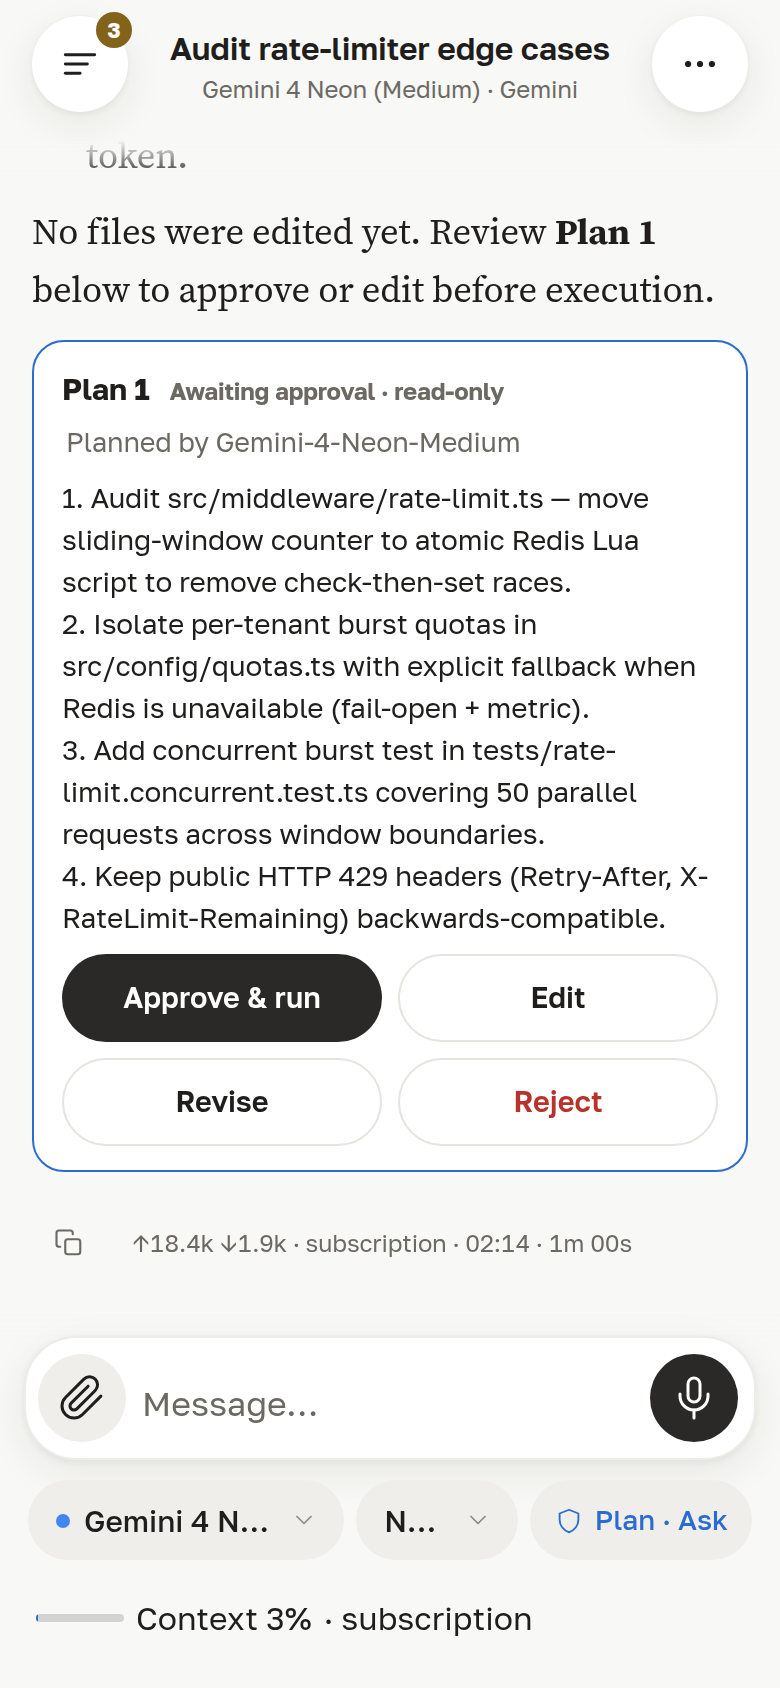 3
Audit rate-limiter edge cases
Gemini 4 Neon (Medium) · Gemini
token.
No files were edited yet. Review Plan 1
below to approve or edit before execution.
Plan 1 Awaiting approval · read-only
Planned by Gemini-4-Neon-Medium
1. Audit src/middleware/rate-limit.ts — move
sliding-window counter to atomic Redis Lua
script to remove check-then-set races.
2. Isolate per-tenant burst quotas in
src/config/quotas.ts with explicit fallback when
Redis is unavailable (fail-open + metric).
3. Add concurrent burst test in tests/rate-
limit.concurrent.test.ts covering 50 parallel
requests across window boundaries.
4. Keep public HTTP 429 headers (Retry-After, X-
RateLimit-Remaining) backwards-compatible.
Approve & run Edit
Revise Reject
↑18.4k ↓1.9k · subscription · 02:14 · 1m 00s
Message...
Gemini 4 N... N... Plan · Ask
Context 3% · subscription